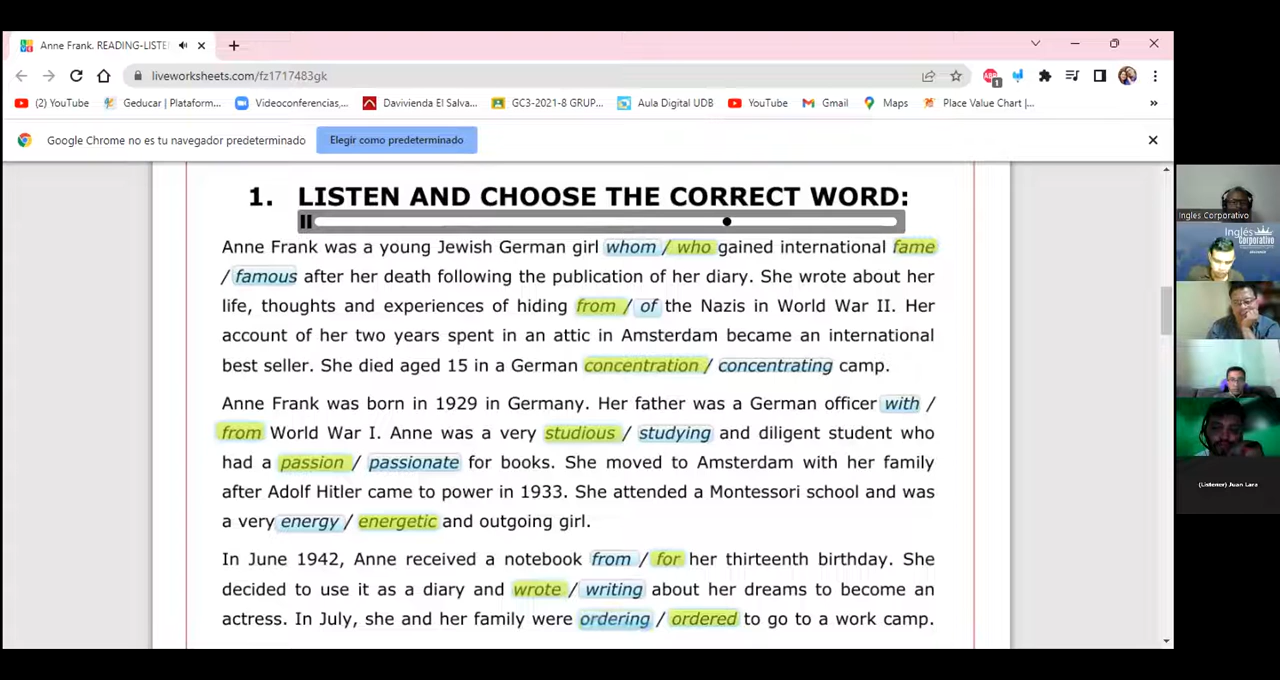 Anne Frank. READING-LISTE
liveworksheets.com/fz1717483gk
(2) YouTube
Geducar | Plataform...
Videoconferencias,...
Davivienda El Salva...
GC3-2021-8 GRUP...
Aula Digital UDB
YouTube
Gmail
Maps
Place Value Chart |...
»
Google Chrome no es tu navegador predeterminado
Elegir como predeterminado
1. LISTEN AND CHOOSE THE CORRECT WORD:
Anne Frank was a young Jewish German girl whom / who gained international fame
/ famous after her death following the publication of her diary. She wrote about her
life, thoughts and experiences of hiding from / of the Nazis in World War II. Her
account of her two years spent in an attic in Amsterdam became an international
best seller. She died aged 15 in a German concentration / concentrating camp.
Anne Frank was born in 1929 in Germany. Her father was a German officer with /
from World War I. Anne was a very studious / studying and diligent student who
had a passion / passionate for books. She moved to Amsterdam with her family
after Adolf Hitler came to power in 1933. She attended a Montessori school and was
a very energy / energetic and outgoing girl.
In June 1942, Anne received a notebook from / for her thirteenth birthday. She
decided to use it as a diary and wrote / writing about her dreams to become an
actress. In July, she and her family were ordering / ordered to go to a work camp.
Inglés Corporativo
Inglés
Corporativo
(Listener) Juan Lara